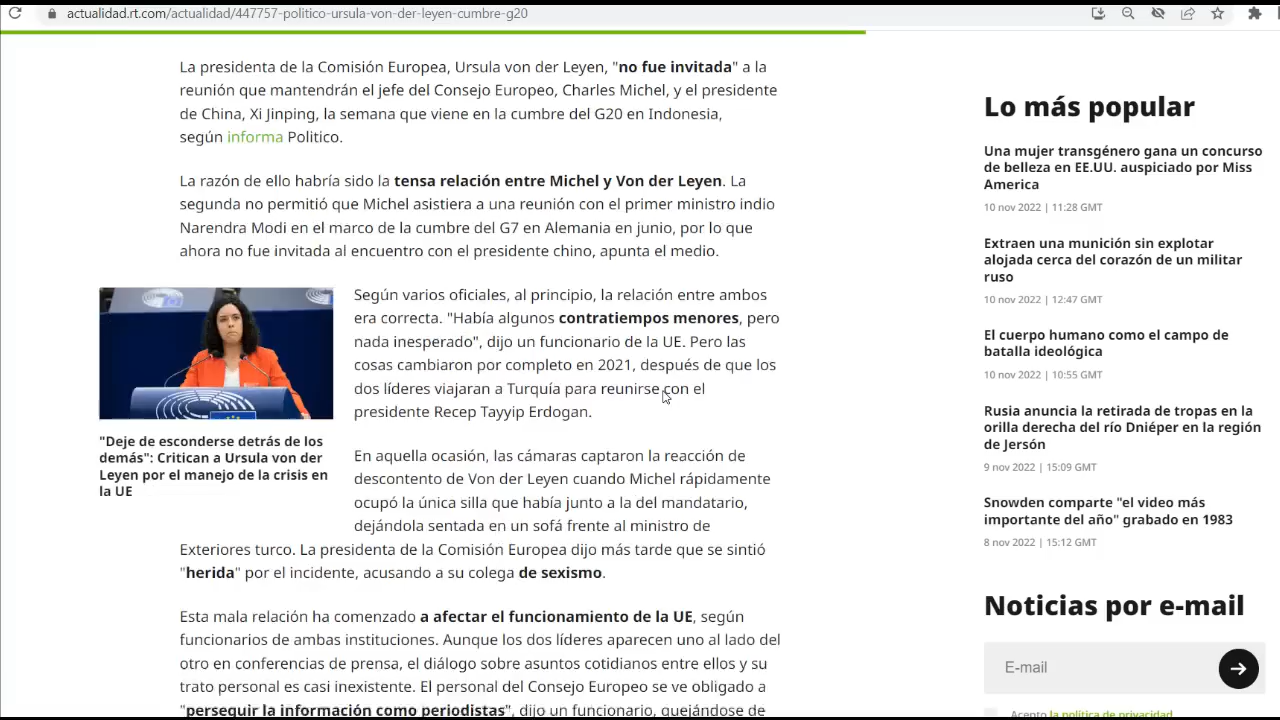 actualidad.rt.com/actualidad/447757-politico-ursula-von-der-leyen-cumbre-g20
La presidenta de la Comisión Europea, Ursula von der Leyen, "no fue invitada" a la
reunión que mantendrán el jefe del Consejo Europeo, Charles Michel, y el presidente
de China, Xi Jinping, la semana que viene en la cumbre del G20 en Indonesia,
según informa Politico.
La razón de ello habría sido la tensa relación entre Michel y Von der Leyen. La
segunda no permitió que Michel asistiera a una reunión con el primer ministro indio
Narendra Modi en el marco de la cumbre del G7 en Alemania en junio, por lo que
ahora no fue invitada al encuentro con el presidente chino, apunta el medio.
"Deje de esconderse detrás de los
demás": Critican a Ursula von der
Leyen por el manejo de la crisis en
la UE
Según varios oficiales, al principio, la relación entre ambos
era correcta. "Había algunos contratiempos menores, pero
nada inesperado", dijo un funcionario de la UE. Pero las
cosas cambiaron por completo en 2021, después de que los
dos líderes viajaran a Turquía para reunirse con el
presidente Recep Tayyip Erdogan.
En aquella ocasión, las cámaras captaron la reacción de
descontento de Von der Leyen cuando Michel rápidamente
ocupó la única silla que había junto a la del mandatario,
dejándola sentada en un sofá frente al ministro de
Exteriores turco. La presidenta de la Comisión Europea dijo más tarde que se sintió
"herida" por el incidente, acusando a su colega de sexismo.
Esta mala relación ha comenzado a afectar el funcionamiento de la UE, según
funcionarios de ambas instituciones. Aunque los dos líderes aparecen uno al lado del
otro en conferencias de prensa, el diálogo sobre asuntos cotidianos entre ellos y su
trato personal es casi inexistente. El personal del Consejo Europeo se ve obligado a
"perseguir la información como periodistas", dijo un funcionario, quejándose de
Lo más popular
Una mujer transgénero gana un concurso
de belleza en EE.UU. auspiciado por Miss
America
10 nov 2022 | 11:28 GMT
Extraen una munición sin explotar
alojada cerca del corazón de un militar
ruso
10 nov 2022 | 12:47 GMT
El cuerpo humano como el campo de
batalla ideológica
10 nov 2022 | 10:55 GMT
Rusia anuncia la retirada de tropas en la
orilla derecha del río Dniéper en la región
de Jersón
9 nov 2022 | 15:09 GMT
Snowden comparte "el video más
importante del año" grabado en 1983
8 nov 2022 | 15:12 GMT
Noticias por e-mail
E-mail
Acepto la política de privacidad